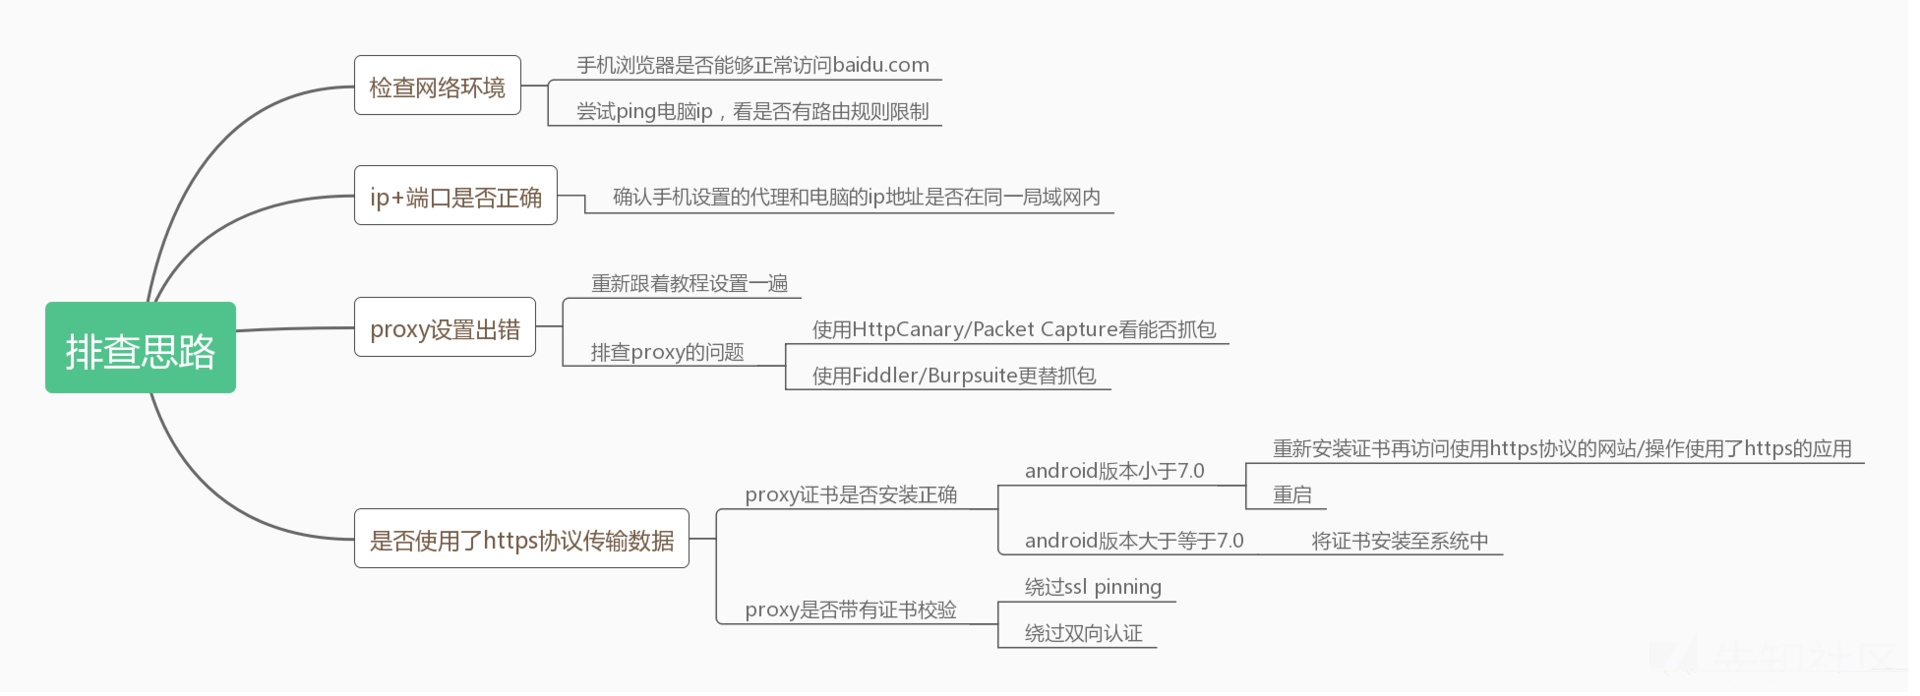 排查思路
检查网络环境
手机浏览器是否能够正常访问baidu.com
尝试ping电脑ip，看是否有路由规则限制
ip+端口是否正确
确认手机设置的代理和电脑的ip地址是否在同一局域网内
proxy设置出错
重新跟着教程设置一遍
排查proxy的问题
使用HttpCanary/Packet Capture看能否抓包
使用Fiddler/Burpsuite更替抓包
是否使用了https协议传输数据
proxy证书是否安装正确
android版本小于7.0
重新安装证书再访问使用https协议的网站/操作使用了https的应用
重启
android版本大于等于7.0
将证书安装至系统中
proxy是否带有证书校验
绕过ssl pinning
绕过双向认证
先知社区